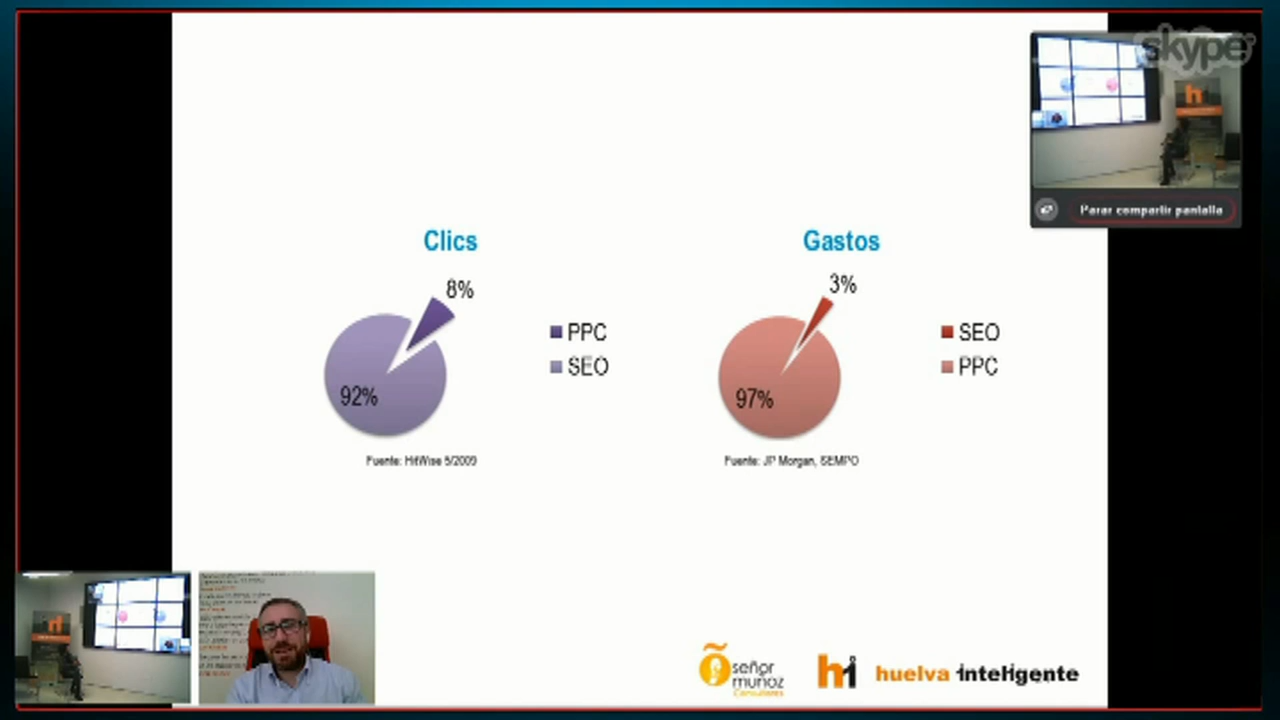 skype
Parar compartir pantalla
Clics
Gastos
8%
92%
PPC
SEO
3%
97%
SEO
PPC
Fuente: HitWise 5/2009
Fuente: JP Morgan, SEMPO
señor
muñoz
Consultores
hi
huelva inteligente